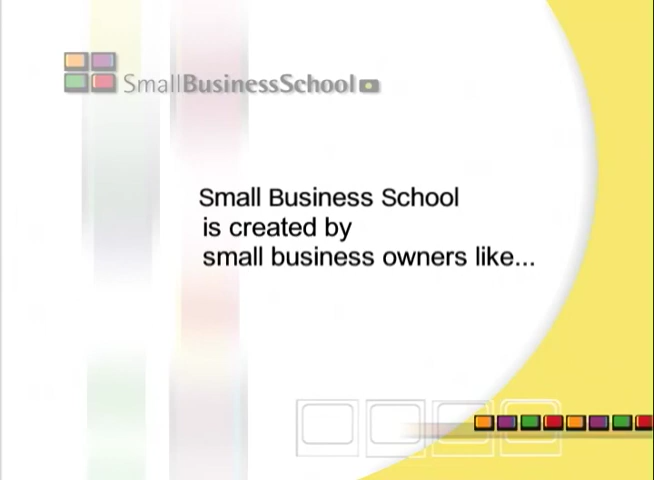 SmallBusinessSchool
Small Business School
is created by
small business owners like...